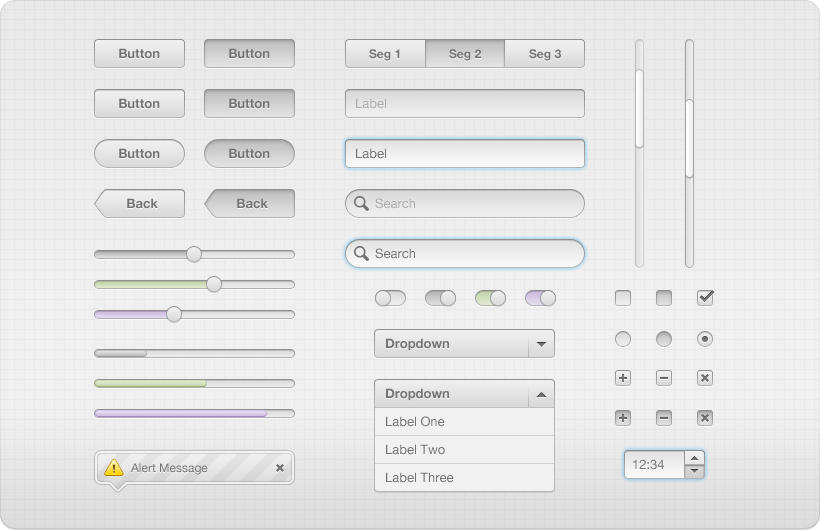 Button
Button
Seg 1
Seg 2
Seg 3
Button
Button
Label
Button
Button
Label
Back
Back
Search
Search
Dropdown
Dropdown
Label One
Label Two
Label Three
Alert Message
12:34